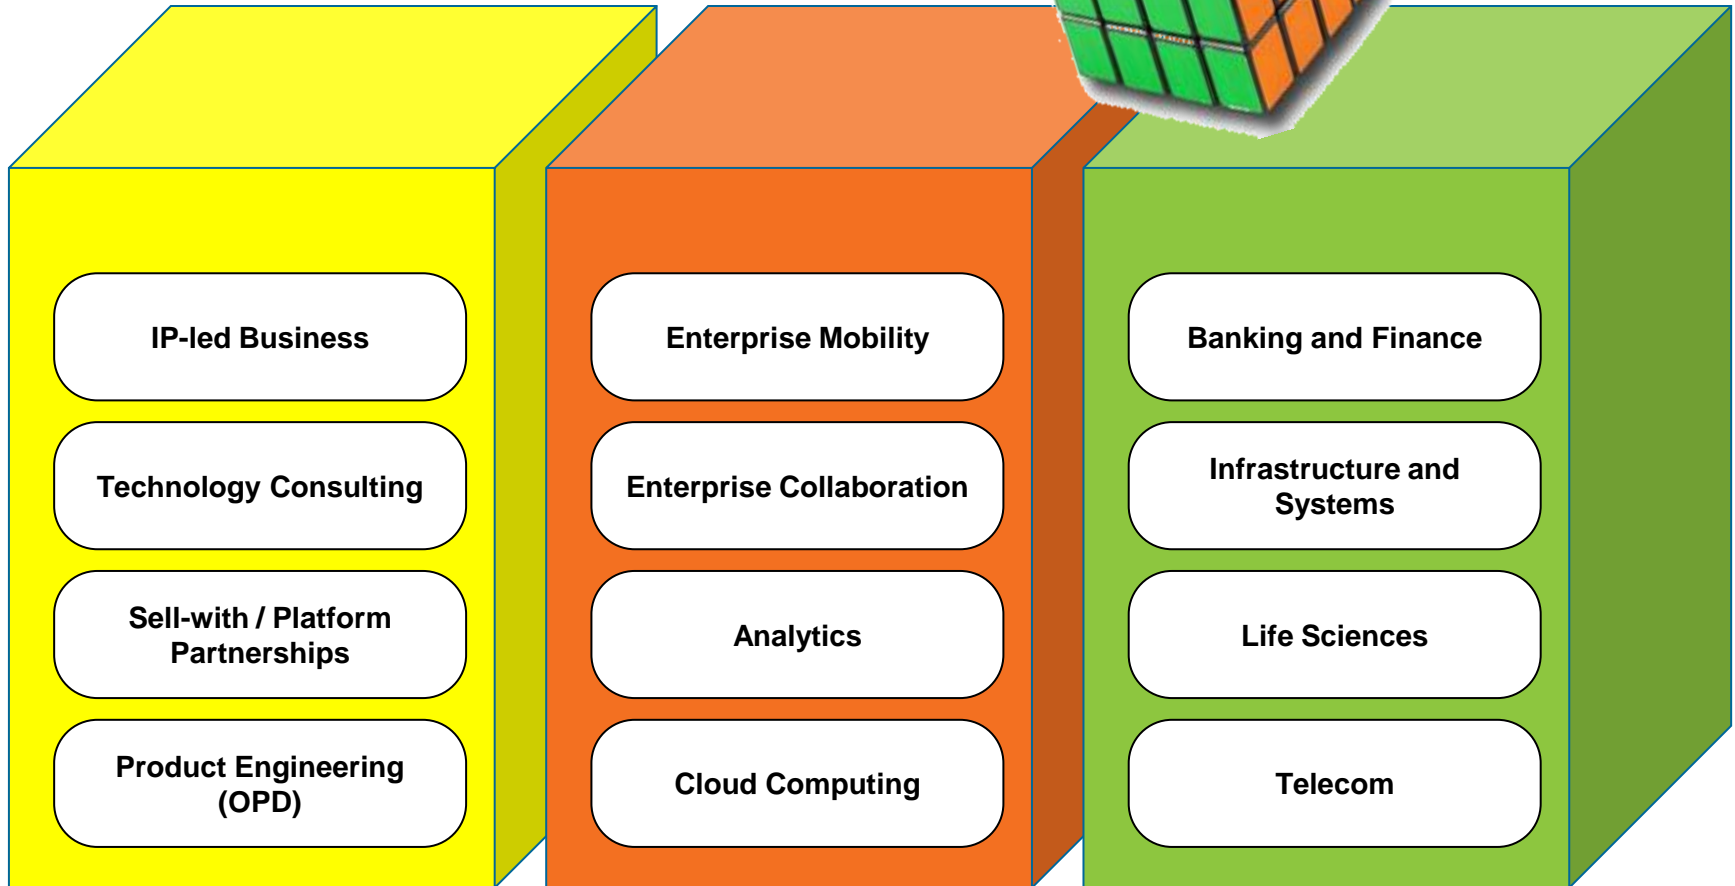 IP-led Business
Technology Consulting
Sell-with / Platform
Partnerships
Product Engineering
(OPD)
Enterprise Mobility
Enterprise Collaboration
Analytics
Cloud Computing
Banking and Finance
Infrastructure and
Systems
Life Sciences
Telecom